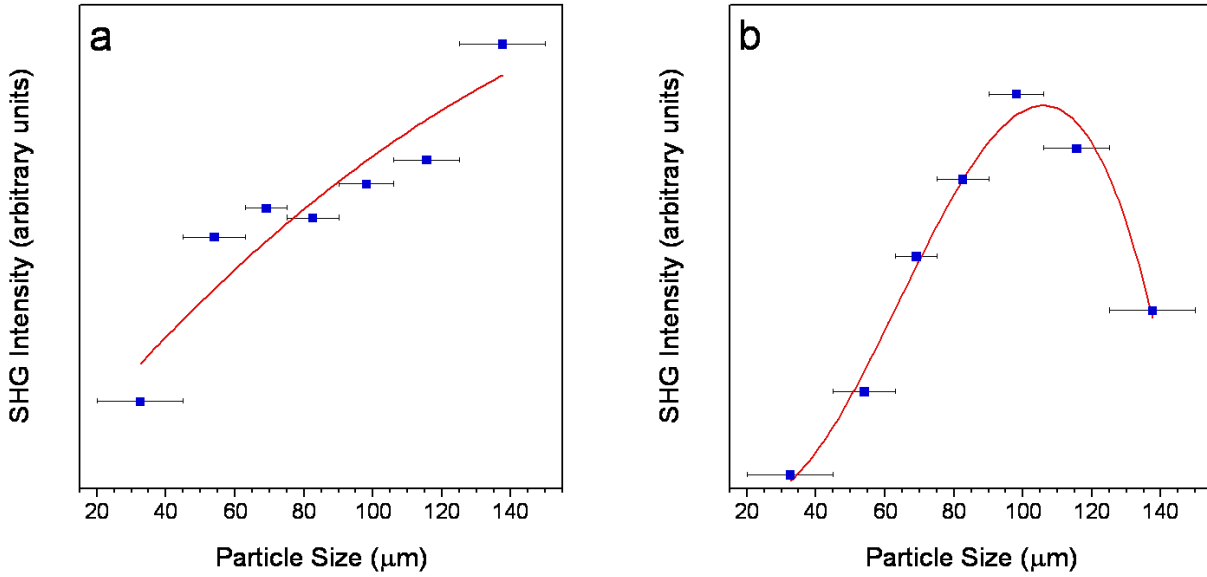 a
SHG Intensity (arbitrary units)
20 40 60 80 100 120 140
Particle Size (μm)
b
SHG Intensity (arbitrary units)
20 40 60 80 100 120 140
Particle Size (μm)